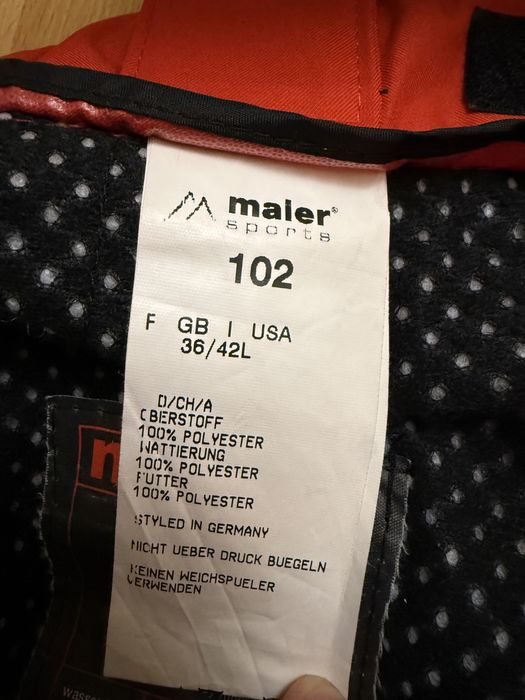 maier®
sports
102
F GB I USA
36/42L
D/CH/A
OBERSTOFF
100% POLYESTER
WATTIERUNG
100% POLYESTER
FUTTER
100% POLYESTER
STYLED IN GERMANY
NICHT UEBER DRUCK BUEGELN
KEINEN WEICHSPUELER
VERWENDEN